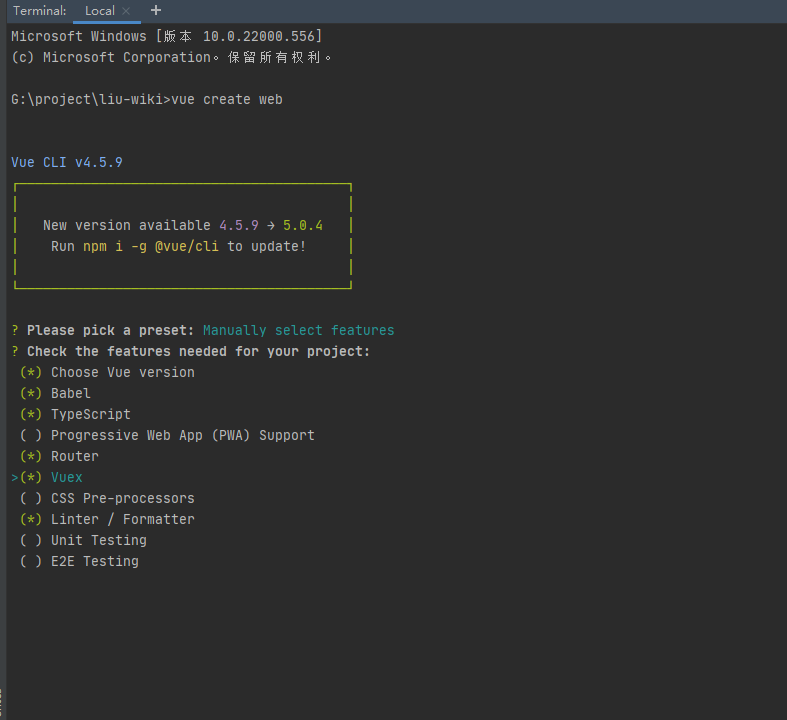 Terminal: Local × +
Microsoft Windows [版本 10.0.22000.556]
(c) Microsoft Corporation。保留所有权利。
G:\project\liu-wiki>vue create web
Vue CLI v4.5.9
New version available 4.5.9 → 5.0.4
Run npm i -g @vue/cli to update!
? Please pick a preset: Manually select features
? Check the features needed for your project:
(*) Choose Vue version
(*) Babel
(*) TypeScript
( ) Progressive Web App (PWA) Support
(*) Router
>(*) Vuex
( ) CSS Pre-processors
(*) Linter / Formatter
( ) Unit Testing
( ) E2E Testing